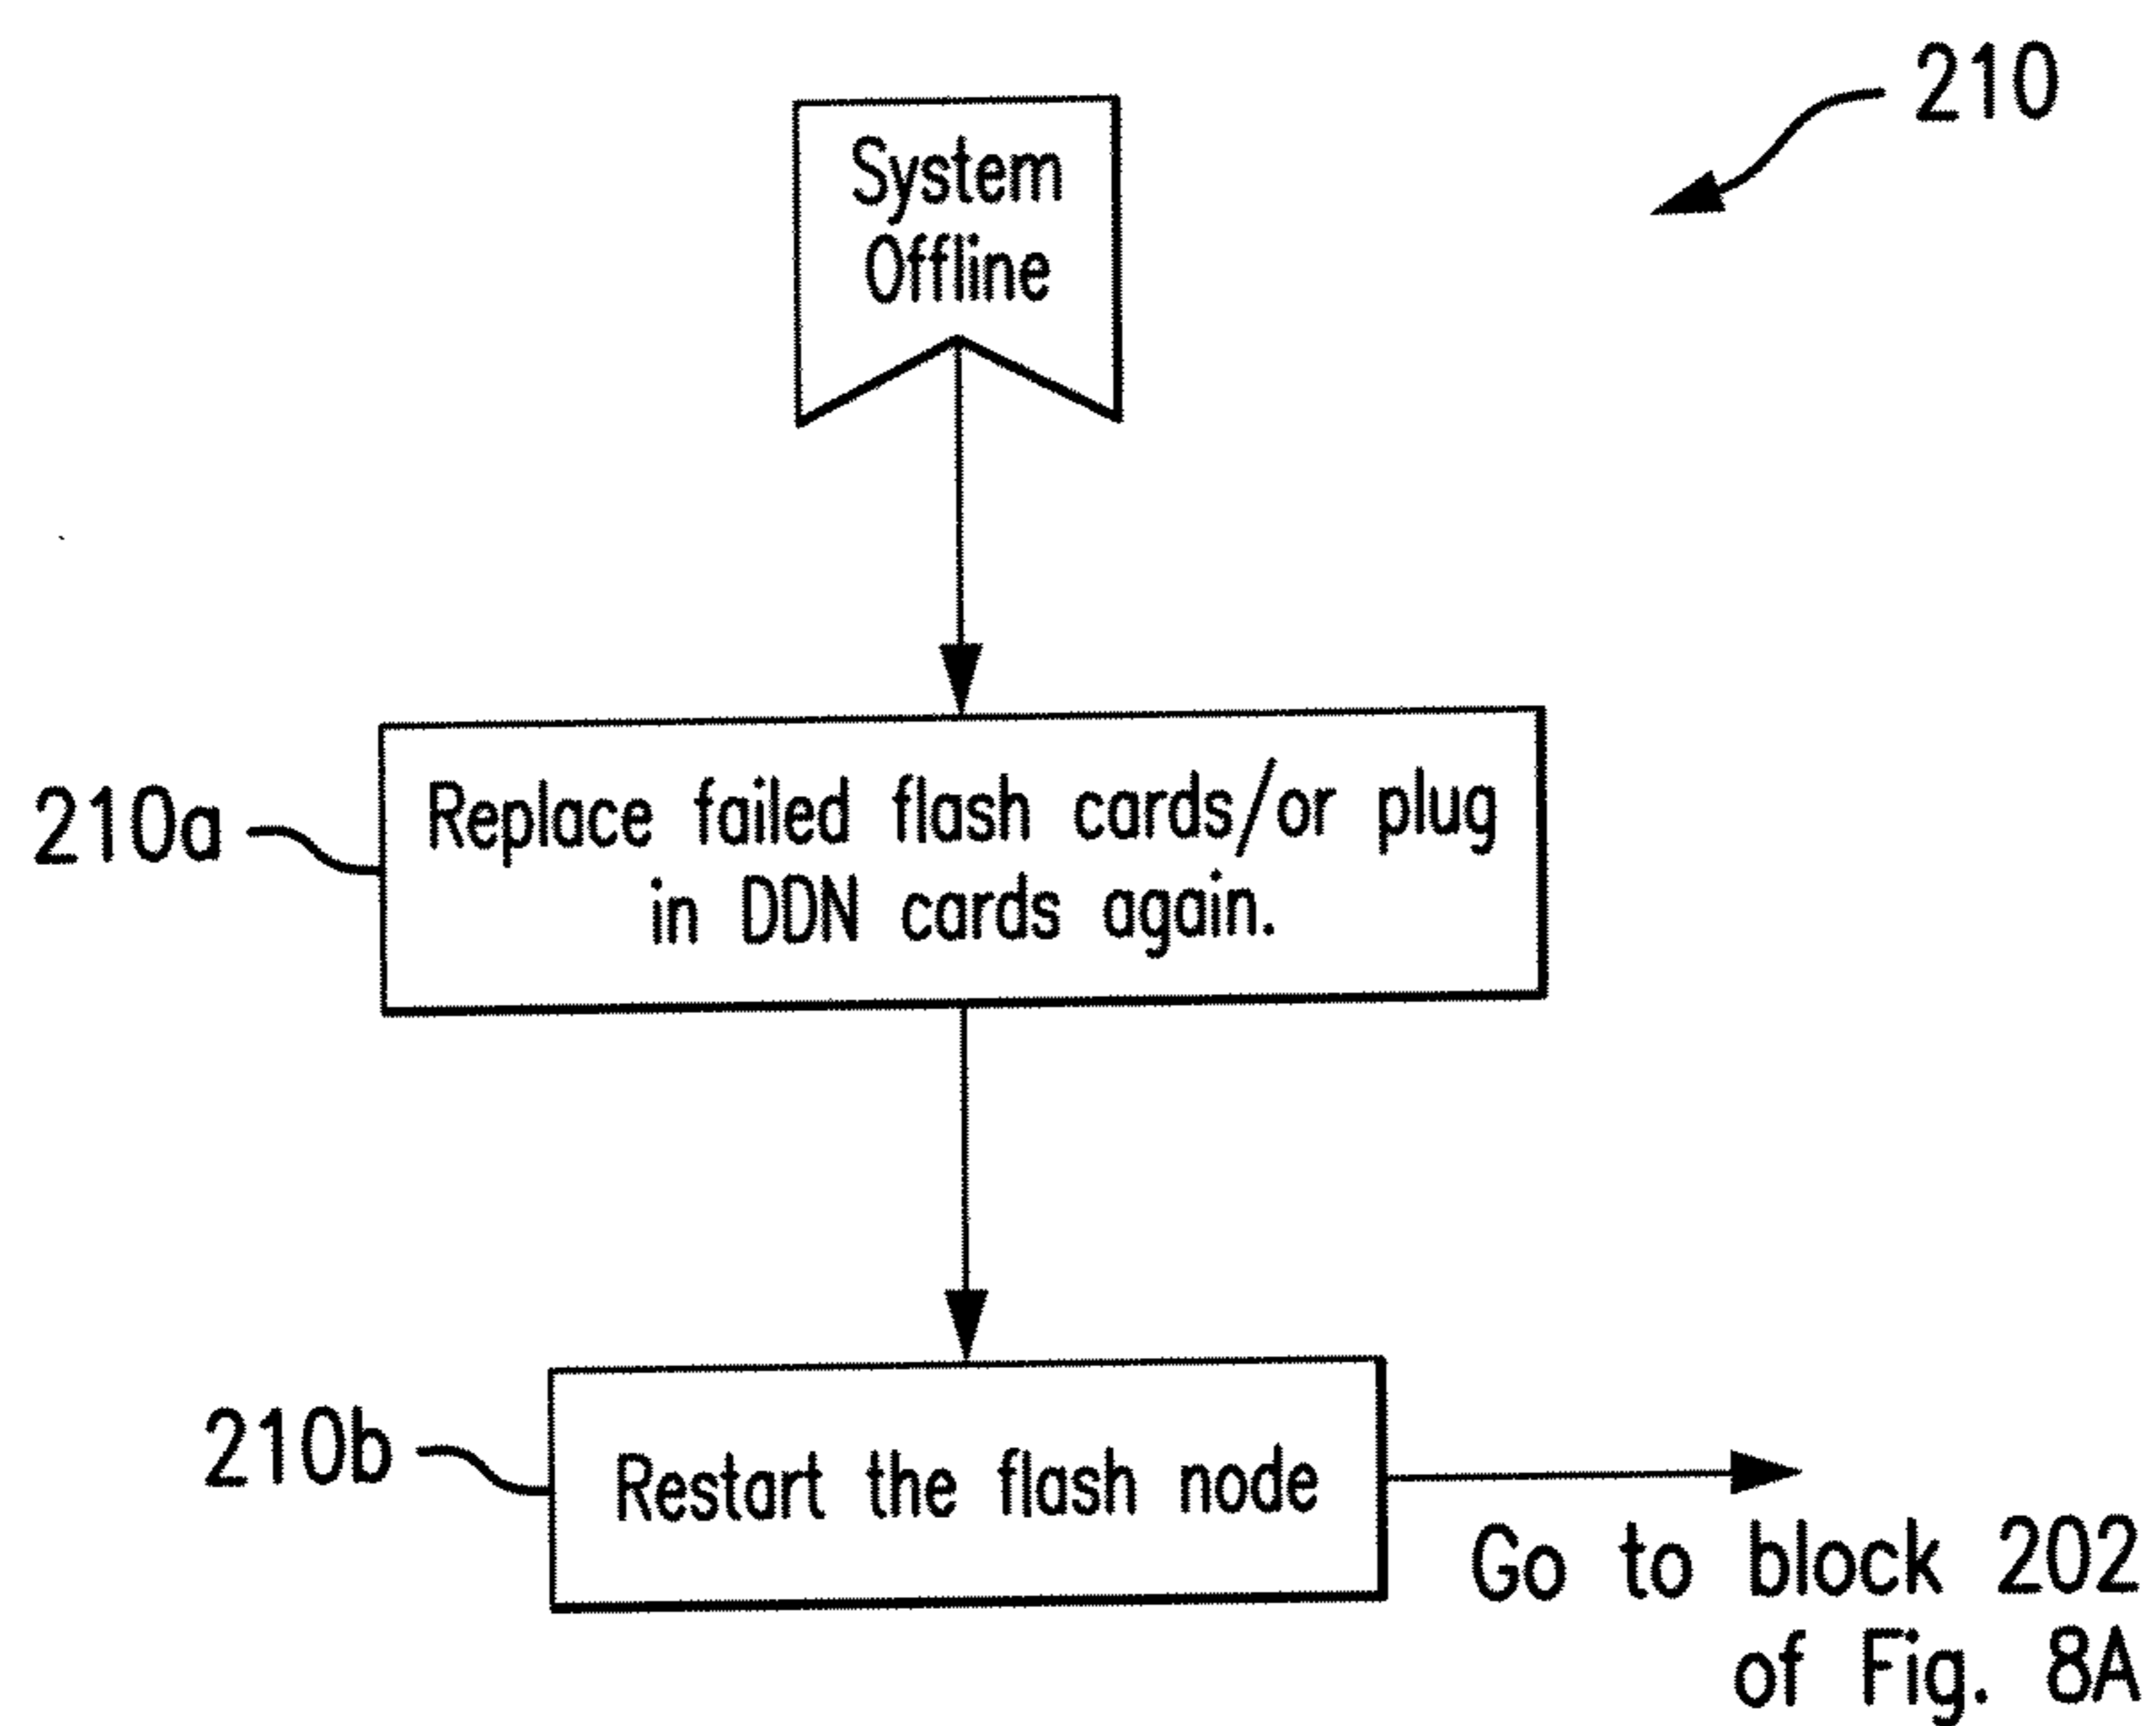 210
System
Offline
210a
Replace failed flash cards/or plug
in DDN cards again.
210b
Restart the flash node
Go to block 202
of Fig. 8A